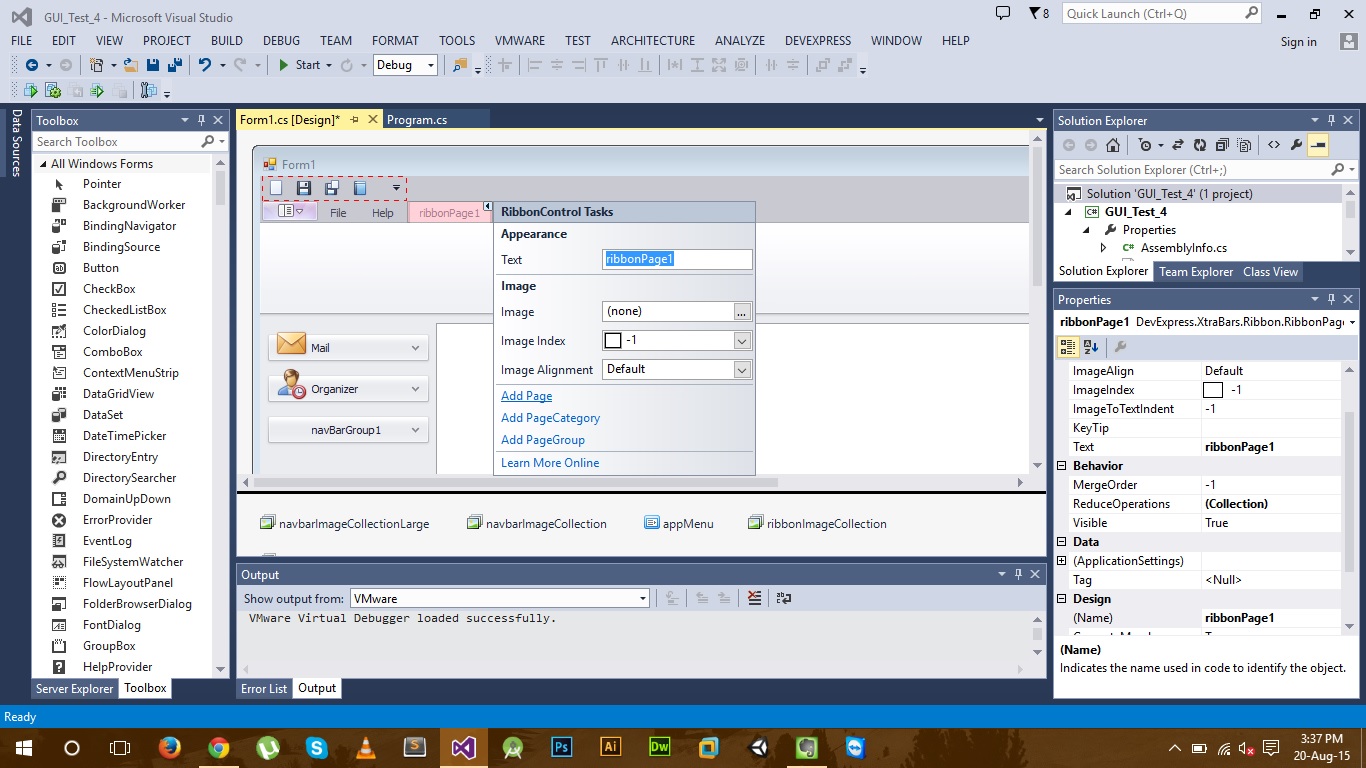 GUI_Test_4 - Microsoft Visual Studio
8
Quick Launch (Ctrl+Q)
FILE EDIT VIEW PROJECT BUILD DEBUG TEAM FORMAT TOOLS VMWARE TEST ARCHITECTURE ANALYZE DEVEXPRESS WINDOW HELP
Sign in
Start
Debug
Data Sources
Toolbox
Search Toolbox
All Windows Forms
Pointer
BackgroundWorker
BindingNavigator
BindingSource
Button
CheckBox
CheckedListBox
ColorDialog
ComboBox
ContextMenuStrip
DataGridView
DataSet
DateTimePicker
DirectoryEntry
DirectorySearcher
DomainUpDown
ErrorProvider
EventLog
FileSystemWatcher
FlowLayoutPanel
FolderBrowserDialog
FontDialog
GroupBox
HelpProvider
Server Explorer Toolbox
Form1.cs [Design]* Program.cs
Form1
File Help ribbonPage1
Mail
Organizer
navBarGroup1
RibbonControl Tasks
Appearance
Text ribbonPage1
Image
Image (none) ...
Image Index -1
Image Alignment Default
Add Page
Add PageCategory
Add PageGroup
Learn More Online
navbarImageCollectionLarge navbarImageCollection appMenu ribbonImageCollection
Output
Show output from: VMware
VMware Virtual Debugger loaded successfully.
Error List Output
Solution Explorer
Search Solution Explorer (Ctrl+;)
Solution 'GUI_Test_4' (1 project)
GUI_Test_4
Properties
AssemblyInfo.cs
Solution Explorer Team Explorer Class View
Properties
ribbonPage1 DevExpress.XtraBars.Ribbon.RibbonPage
ImageAlign Default
ImageIndex -1
ImageToTextIndent -1
KeyTip
Text ribbonPage1
Behavior
MergeOrder -1
ReduceOperations (Collection)
Visible True
Data
(ApplicationSettings)
Tag <Null>
Design
(Name) ribbonPage1
(Name)
Indicates the name used in code to identify the object.
Ready
Ps Ai Dw
3:37 PM
20-Aug-15